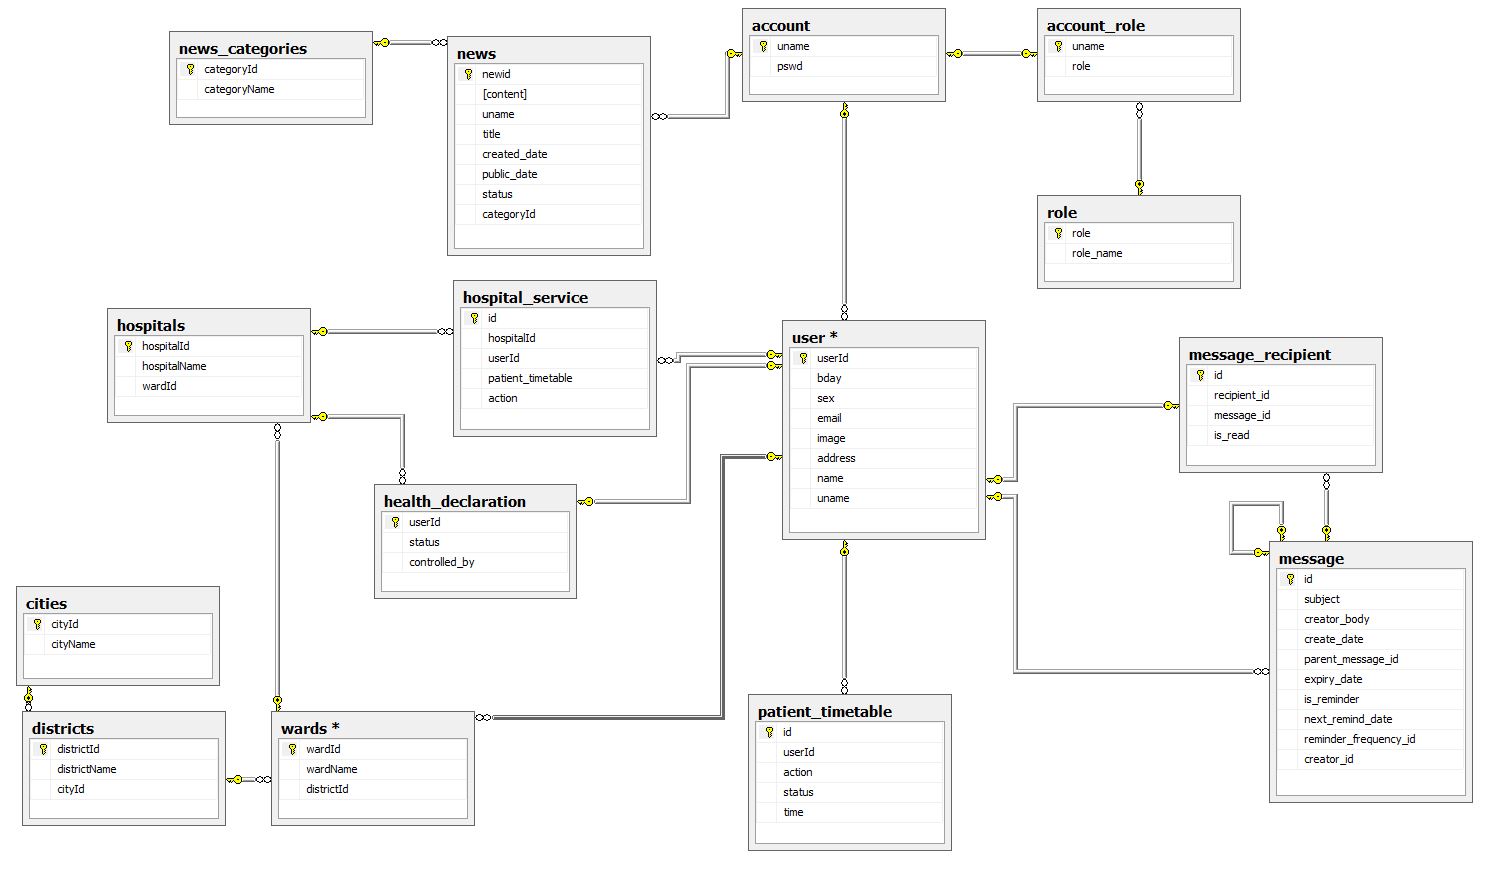 news_categories
categoryId
categoryName
news
newid
[content]
uname
title
created_date
public_date
status
categoryId
account
uname
pswd
account_role
uname
role
role
role
role_name
hospitals
hospitalId
hospitalName
wardId
hospital_service
id
hospitalId
userId
patient_timetable
action
user *
userId
bday
sex
email
image
address
name
uname
message_recipient
id
recipient_id
message_id
is_read
health_declaration
userId
status
controlled_by
cities
cityId
cityName
districts
districtId
districtName
cityId
wards *
wardId
wardName
districtId
patient_timetable
id
userId
action
status
time
message
id
subject
creator_body
create_date
parent_message_id
expiry_date
is_reminder
next_remind_date
reminder_frequency_id
creator_id